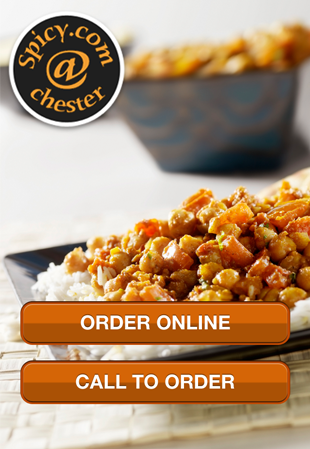 Spicy.com
@
chester
ORDER ONLINE
CALL TO ORDER